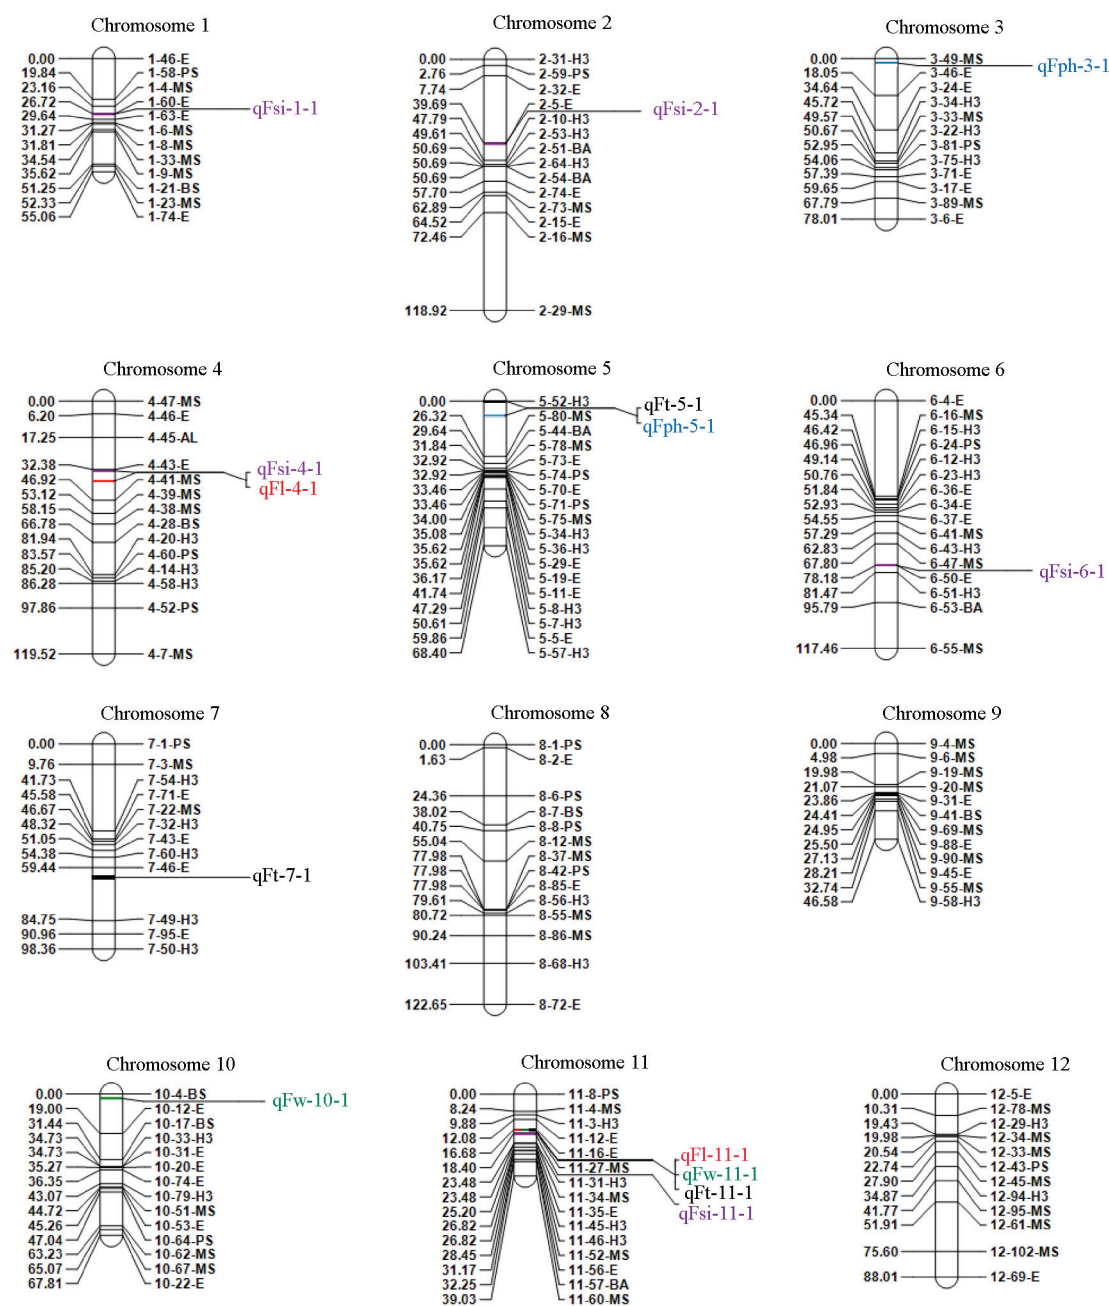 Chromosome 1
0.00 1-46-E
19.84 1-58-PS
23.16 1-4-MS
26.72 1-60-E
29.64 1-63-E
31.27 1-6-MS
31.81 1-8-MS
34.54 1-33-MS
35.62 1-9-MS
51.25 1-21-BS
52.33 1-23-MS
55.06 1-74-E
qFsi-1-1
Chromosome 2
0.00 2-31-H3
2.76 2-59-PS
7.74 2-32-E
39.69 2-5-E
47.79 2-10-H3
49.61 2-53-H3
50.69 2-51-BA
50.69 2-64-H3
50.69 2-54-BA
57.70 2-74-E
62.89 2-73-MS
64.52 2-15-E
72.46 2-16-MS
118.92 2-29-MS
qFsi-2-1
Chromosome 3
0.00 3-49-MS
18.05 3-46-E
34.64 3-24-E
45.72 3-34-H3
49.57 3-33-MS
50.67 3-22-H3
52.95 3-81-PS
54.06 3-75-H3
57.39 3-71-E
59.65 3-17-E
67.79 3-89-MS
78.01 3-6-E
qFph-3-1
Chromosome 4
0.00 4-47-MS
6.20 4-46-E
17.25 4-45-AL
32.38 4-43-E
46.92 4-41-MS
53.12 4-39-MS
58.15 4-38-MS
66.78 4-28-BS
81.94 4-20-H3
83.57 4-60-PS
85.20 4-14-H3
86.28 4-58-H3
97.86 4-52-PS
119.52 4-7-MS
qFsi-4-1
qFl-4-1
Chromosome 5
0.00 5-52-H3
26.32 5-80-MS
29.64 5-44-BA
31.84 5-78-MS
32.92 5-73-E
32.92 5-74-PS
33.46 5-70-E
33.46 5-71-PS
34.00 5-75-MS
35.08 5-34-H3
35.62 5-36-H3
35.62 5-29-E
36.17 5-19-E
41.74 5-11-E
47.29 5-8-H3
50.61 5-7-H3
59.86 5-5-E
68.40 5-57-H3
qFt-5-1
qFph-5-1
Chromosome 6
0.00 6-4-E
45.34 6-16-MS
46.42 6-15-H3
46.96 6-24-PS
49.14 6-12-H3
50.76 6-23-H3
51.84 6-36-E
52.93 6-34-E
54.55 6-37-E
57.29 6-41-MS
62.83 6-43-H3
67.80 6-47-MS
78.18 6-50-E
81.47 6-51-H3
95.79 6-53-BA
117.46 6-55-MS
qFsi-6-1
Chromosome 7
0.00 7-1-PS
9.76 7-3-MS
41.73 7-54-H3
45.58 7-71-E
46.67 7-22-MS
48.32 7-32-H3
51.05 7-43-E
54.38 7-60-H3
59.44 7-46-E
84.75 7-49-H3
90.96 7-95-E
98.36 7-50-H3
qFt-7-1
Chromosome 8
0.00 8-1-PS
1.63 8-2-E
24.36 8-6-PS
38.02 8-7-BS
40.75 8-8-PS
55.04 8-12-MS
77.98 8-37-MS
77.98 8-42-PS
77.98 8-85-E
79.61 8-56-H3
80.72 8-55-MS
90.24 8-86-MS
103.41 8-68-H3
122.65 8-72-E
Chromosome 9
0.00 9-4-MS
4.98 9-6-MS
19.98 9-19-MS
21.07 9-20-MS
23.86 9-31-E
24.41 9-41-BS
24.95 9-69-MS
25.50 9-88-E
27.13 9-90-MS
28.21 9-45-E
32.74 9-55-MS
46.58 9-58-H3
Chromosome 10
0.00 10-4-BS
19.00 10-12-E
31.44 10-17-BS
34.73 10-33-H3
34.73 10-31-E
35.27 10-20-E
36.35 10-74-E
43.07 10-79-H3
44.72 10-51-MS
45.26 10-53-E
47.04 10-64-PS
63.23 10-62-MS
65.07 10-67-MS
67.81 10-22-E
qFw-10-1
Chromosome 11
0.00 11-8-PS
8.24 11-4-MS
9.88 11-3-H3
12.08 11-12-E
16.68 11-16-E
18.40 11-27-MS
23.48 11-31-H3
23.48 11-34-MS
25.20 11-35-E
26.82 11-45-H3
26.82 11-46-H3
28.45 11-52-MS
31.17 11-56-E
32.25 11-57-BA
39.03 11-60-MS
qFl-11-1
qFw-11-1
qFt-11-1
qFsi-11-1
Chromosome 12
0.00 12-5-E
10.31 12-78-MS
19.43 12-29-H3
19.98 12-34-MS
20.54 12-33-MS
22.74 12-43-PS
27.90 12-45-MS
34.87 12-94-H3
41.77 12-95-MS
51.91 12-61-MS
75.60 12-102-MS
88.01 12-69-E